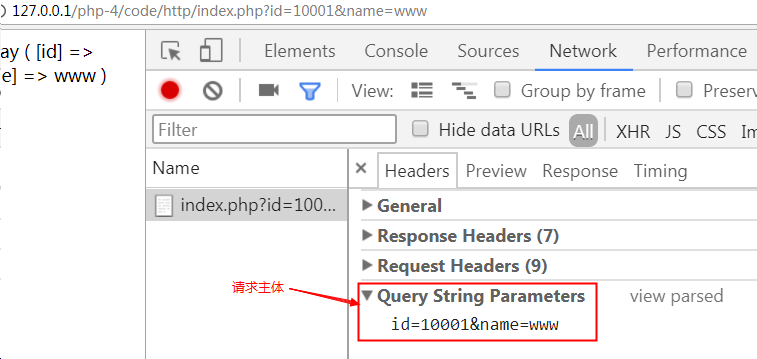 127.0.0.1/php-4/code/http/index.php?id=10001&name=www
ay ( [id] =>
e] => www )
Elements Console Sources Network Performance
View: Group by frame Preserv
Filter Hide data URLs All XHR JS CSS Im
Name
× Headers Preview Response Timing
index.php?id=100...
General
Response Headers (7)
Request Headers (9)
请求主体
Query String Parameters view parsed
id=10001&name=www